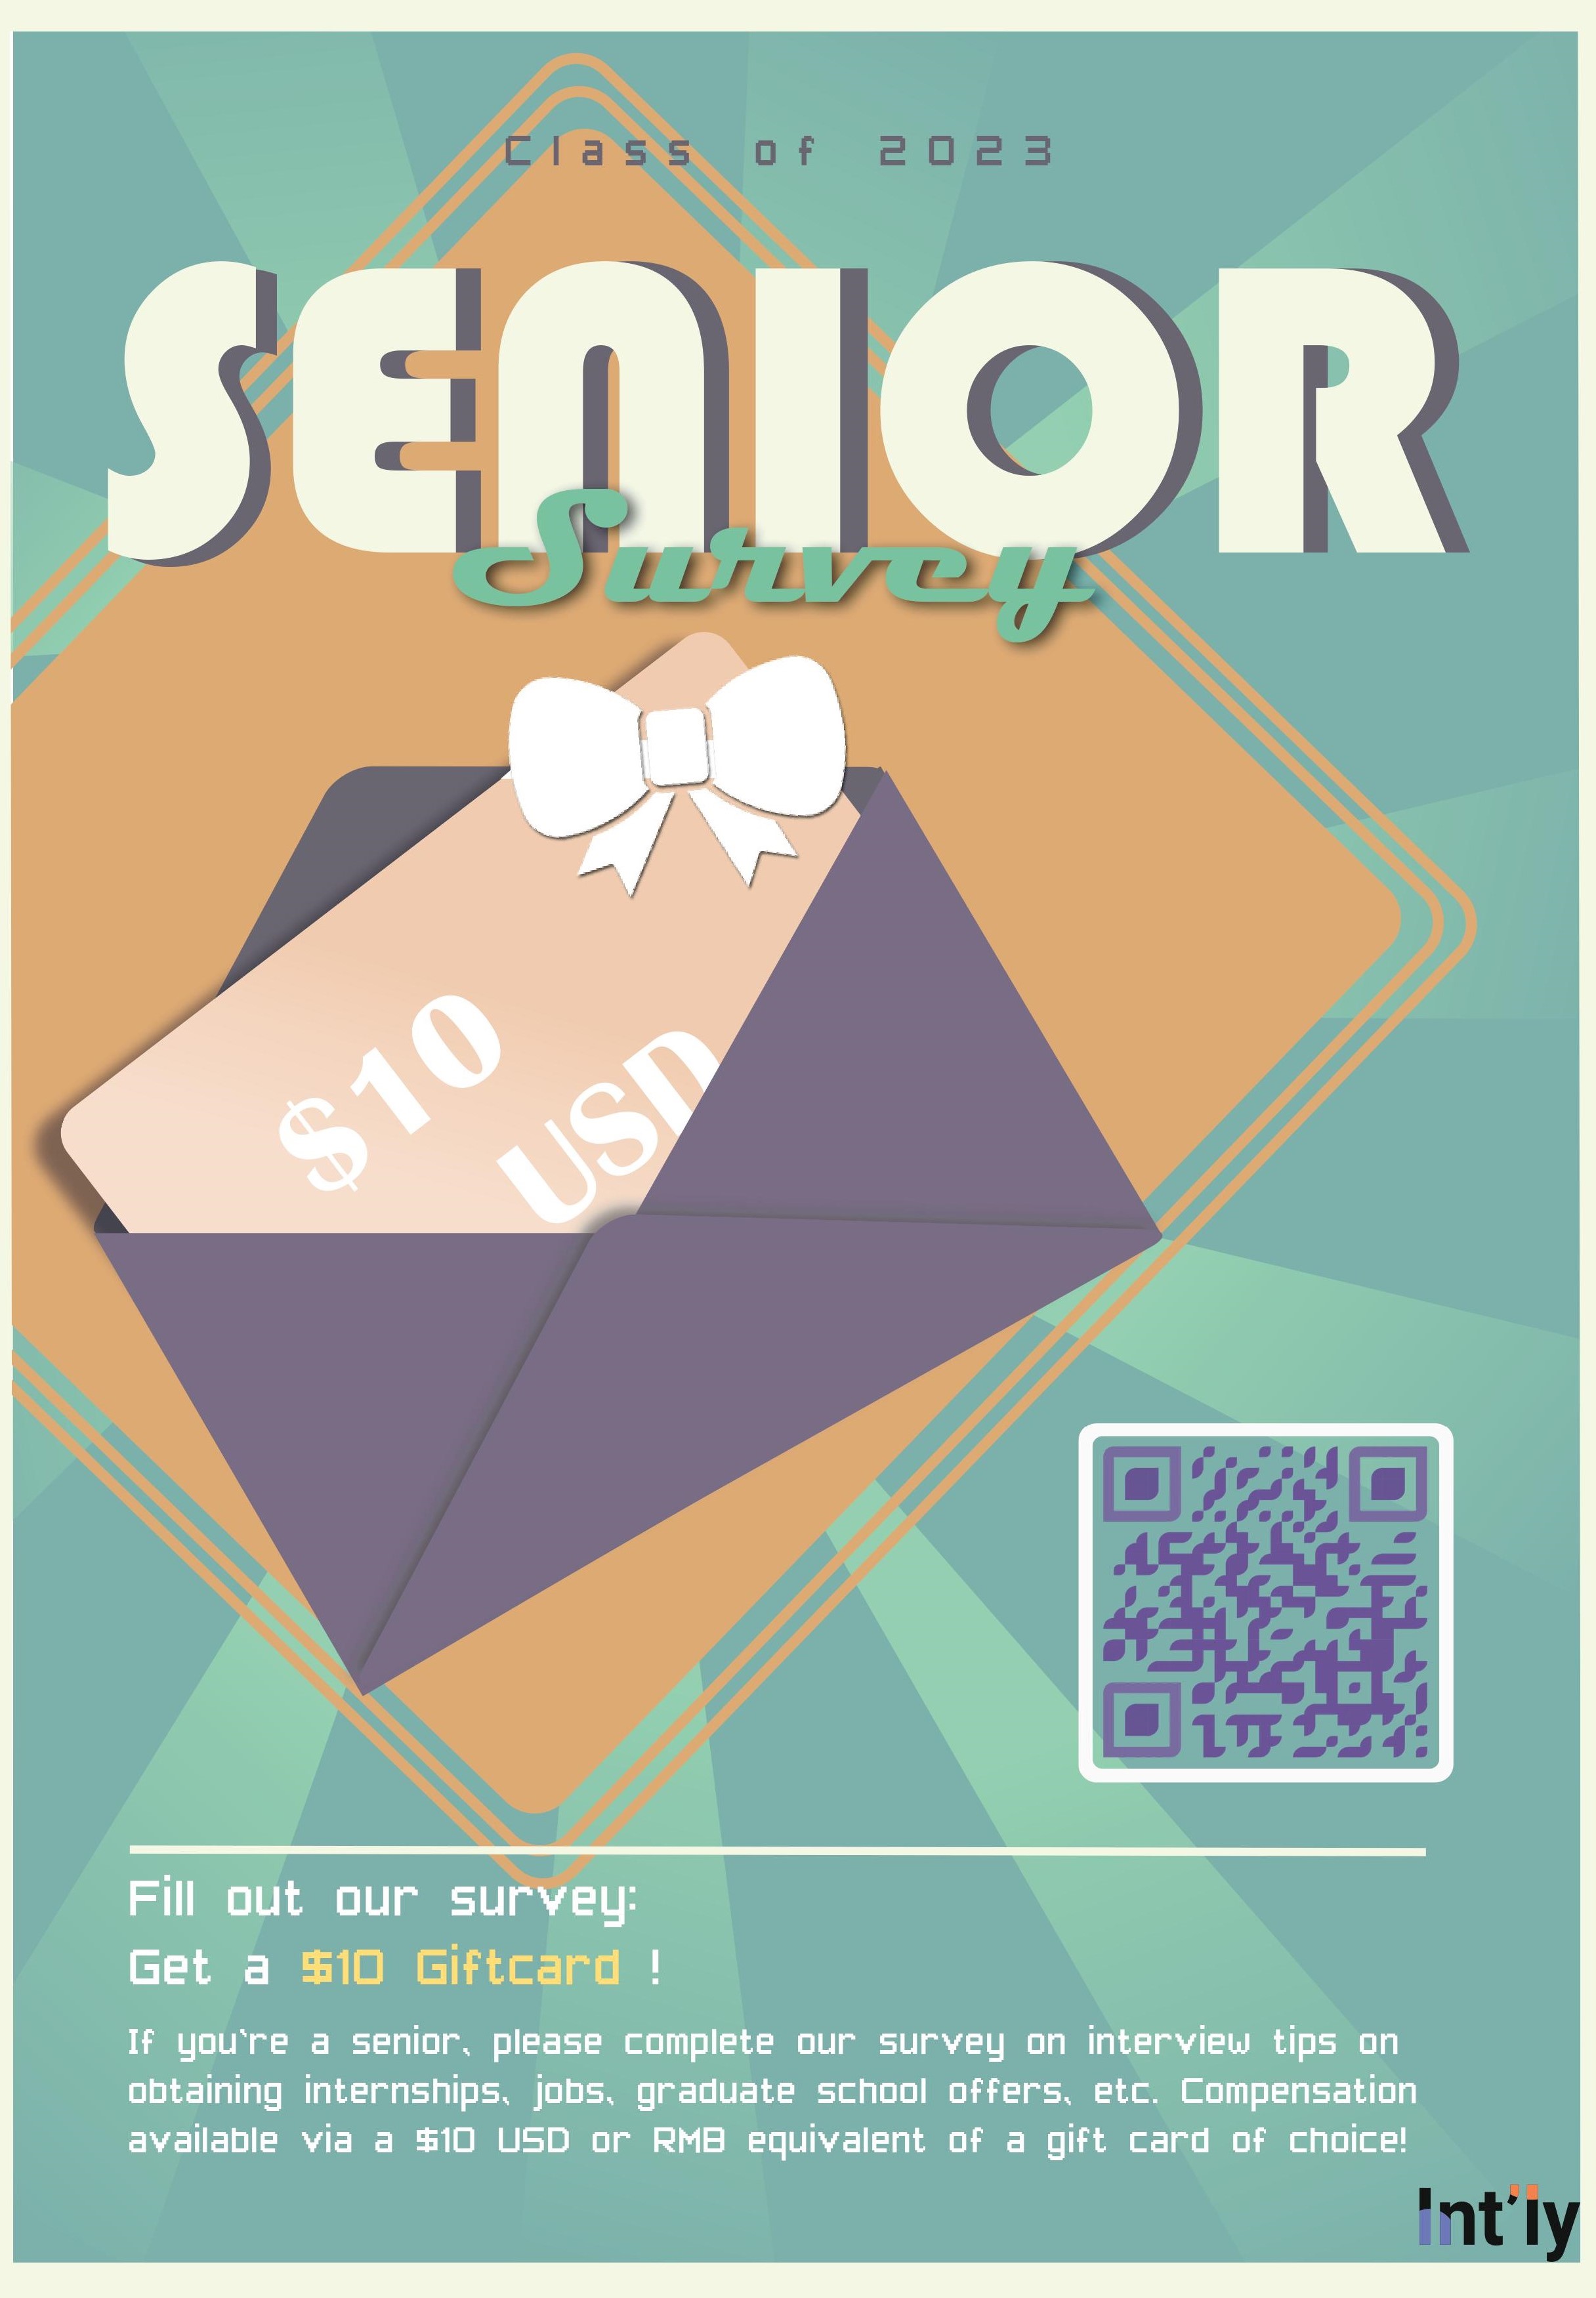 Class of 2023
SENIOR
Survey
$10
USD
Fill out our survey:
Get a $10 Giftcard !
If you're a senior, please complete our survey on interview tips on
obtaining internships, jobs, graduate school offers, etc. Compensation
available via a $10 USD or RMB equivalent of a gift card of choice!
Int'ly